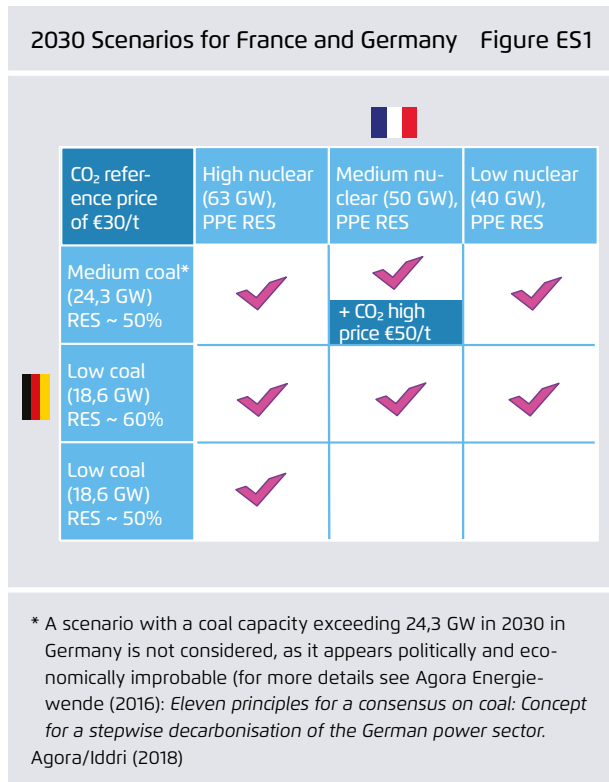 2030 Scenarios for France and Germany Figure ES1
CO₂ refer-
ence price
of €30/t
High nuclear
(63 GW),
PPE RES
Medium nu-
clear (50 GW),
PPE RES
Low nuclear
(40 GW),
PPE RES
Medium coal*
(24,3 GW)
RES ~ 50%
+ CO₂ high
price €50/t
Low coal
(18,6 GW)
RES ~ 60%
Low coal
(18,6 GW)
RES ~ 50%
* A scenario with a coal capacity exceeding 24,3 GW in 2030 in
Germany is not considered, as it appears politically and eco-
nomically improbable (for more details see Agora Energie-
wende (2016): Eleven principles for a consensus on coal: Concept
for a stepwise decarbonisation of the German power sector.
Agora/Iddri (2018)